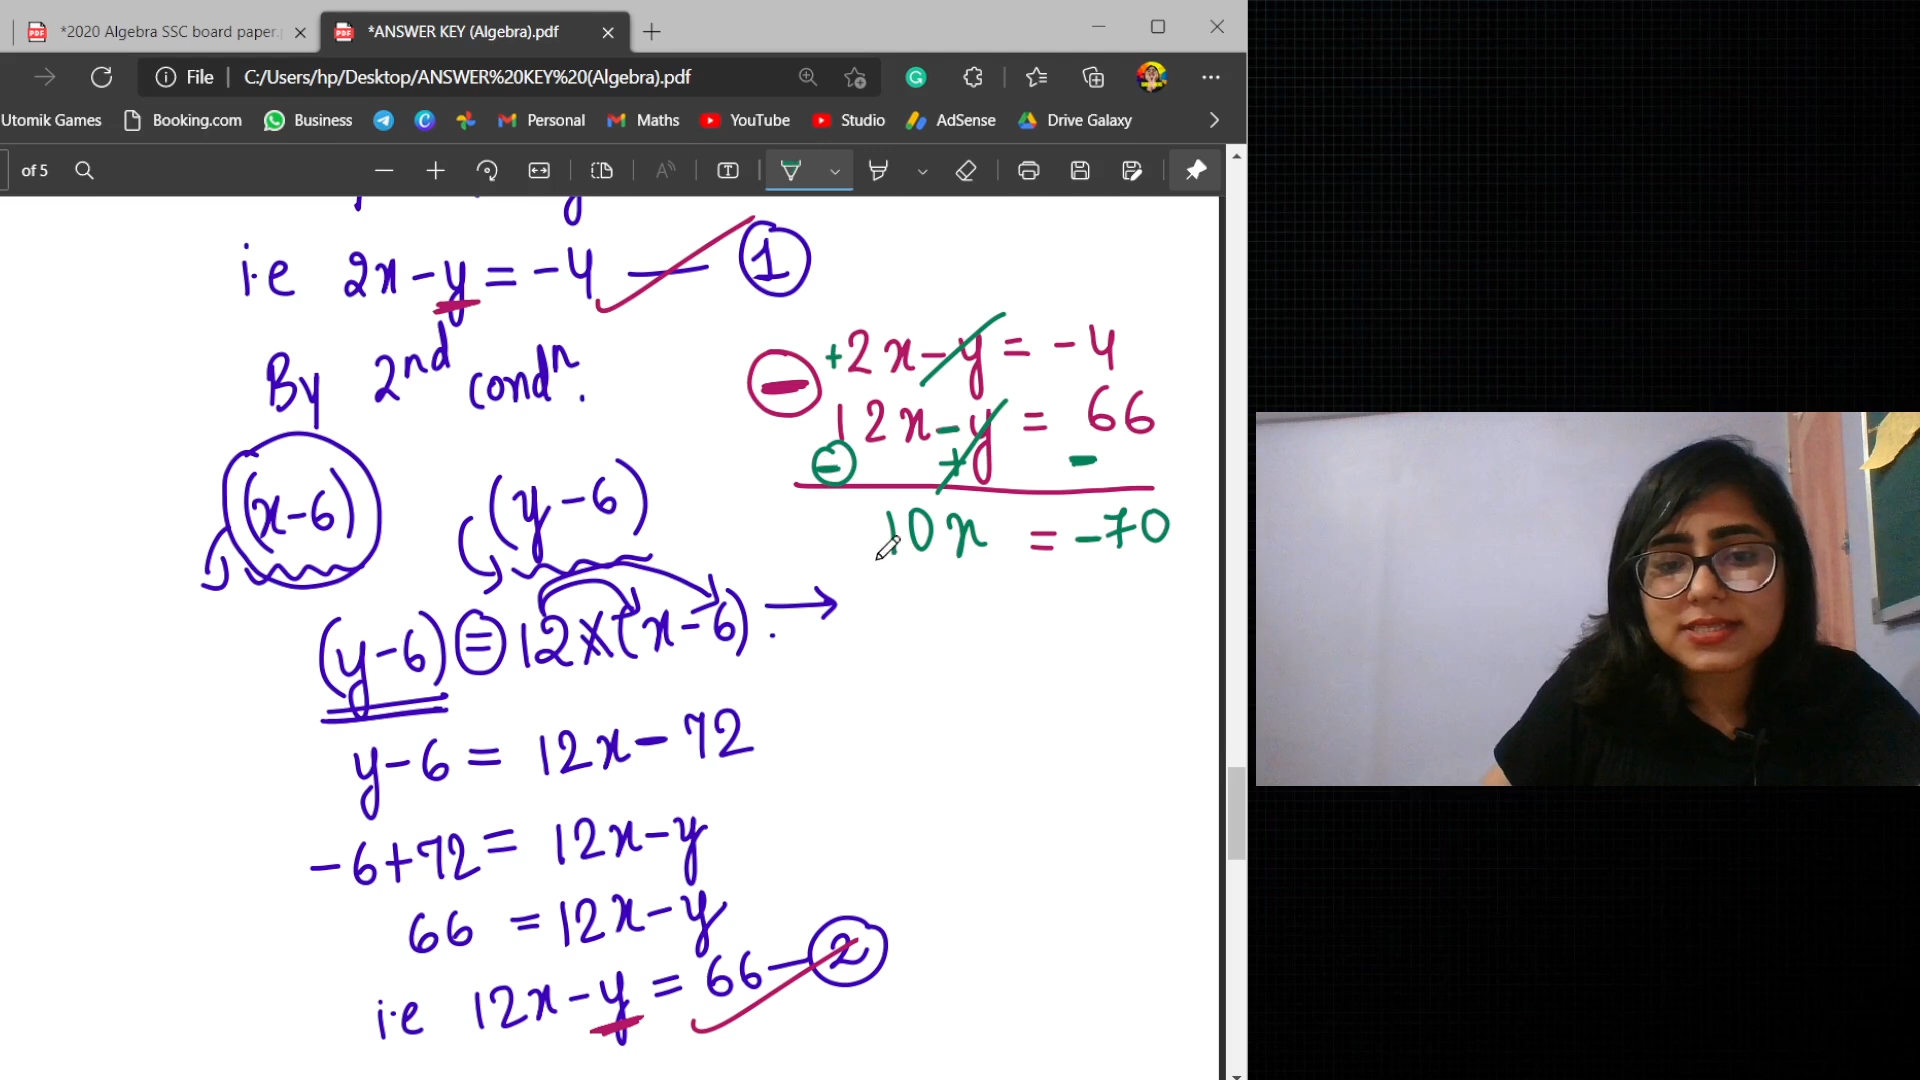 *2020 Algebra SSC board paper.
*ANSWER KEY (Algebra).pdf
File C:/Users/hp/Desktop/ANSWER%20KEY%20(Algebra).pdf
Utomik Games Booking.com Business Personal Maths YouTube Studio AdSense Drive Galaxy
of 5
i.e 2x - y = -4 — 1
By 2nd condn.
(x-6) (y-6)
(y-6) = 12 × (x-6). →
y-6 = 12x - 72
-6+72 = 12x - y
66 = 12x - y
i.e 12x - y = 66 — 2
+2x - y = -4
12x - y = 66
- + -
10x = -70